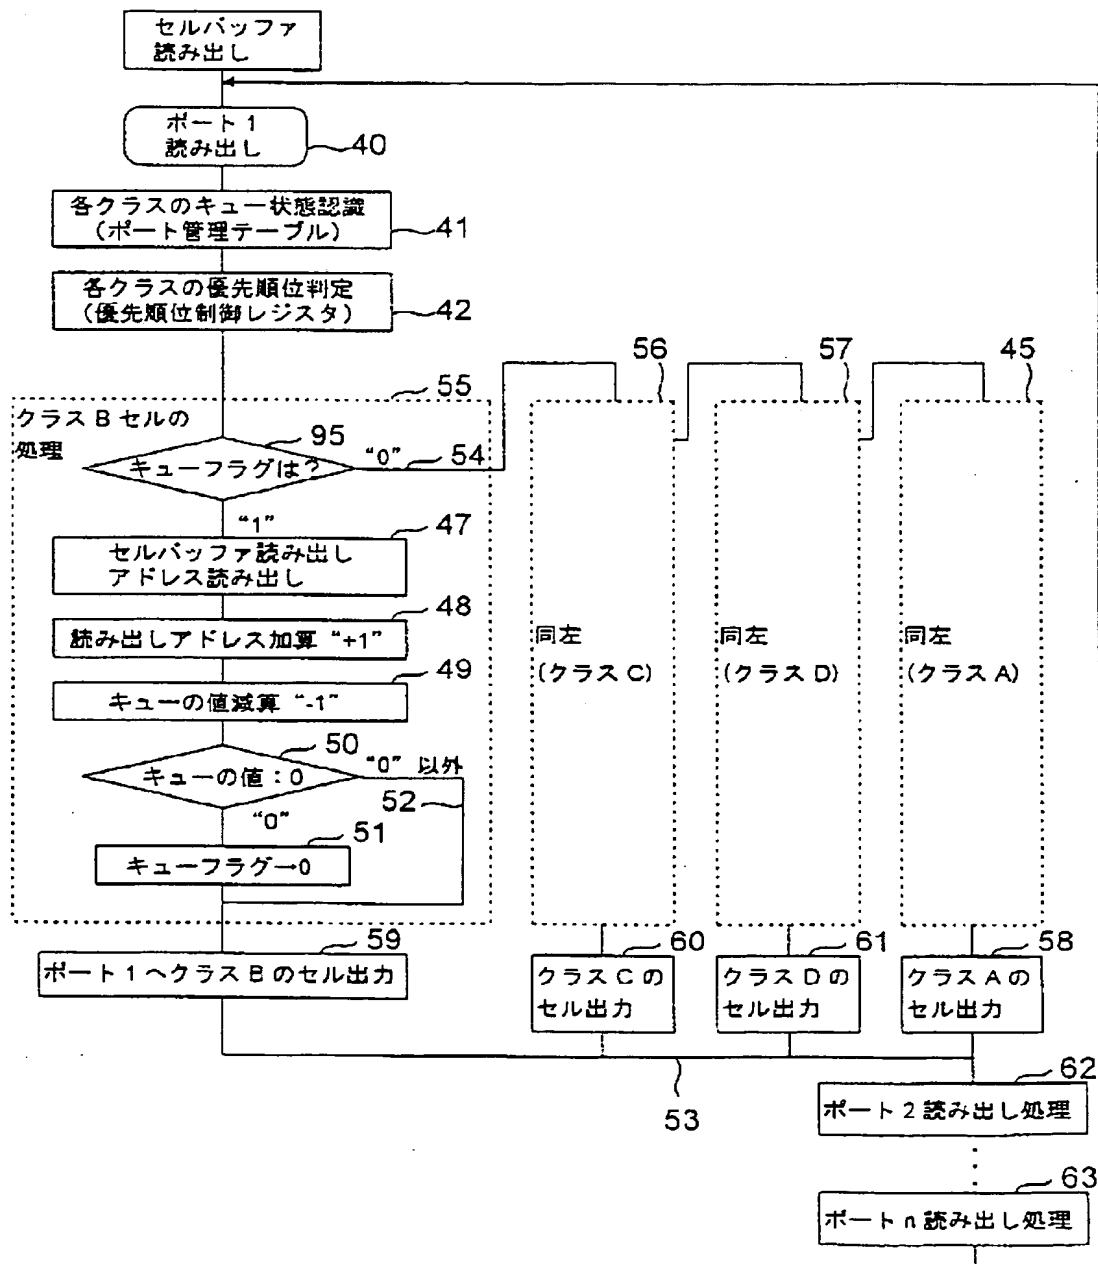 セルバッファ
読み出し
ポート1
読み出し
40
各クラスのキュー状態認識
(ポート管理テーブル)
41
各クラスの優先順位判定
(優先順位制御レジスタ)
42
55
クラスBセルの
処理
95
キューフラグは?
“0”
54
“1”
47
セルバッファ読み出し
アドレス読み出し
48
読み出しアドレス加算 “+1”
49
キューの値減算 “-1”
50
キューの値:0
“0” 以外
52
“0”
51
キューフラグ→0
56
同左
(クラスC)
57
同左
(クラスD)
45
同左
(クラスA)
59
ポート1へクラスBのセル出力
60
クラスCの
セル出力
61
クラスDの
セル出力
58
クラスAの
セル出力
53
62
ポート2読み出し処理
63
ポートn読み出し処理